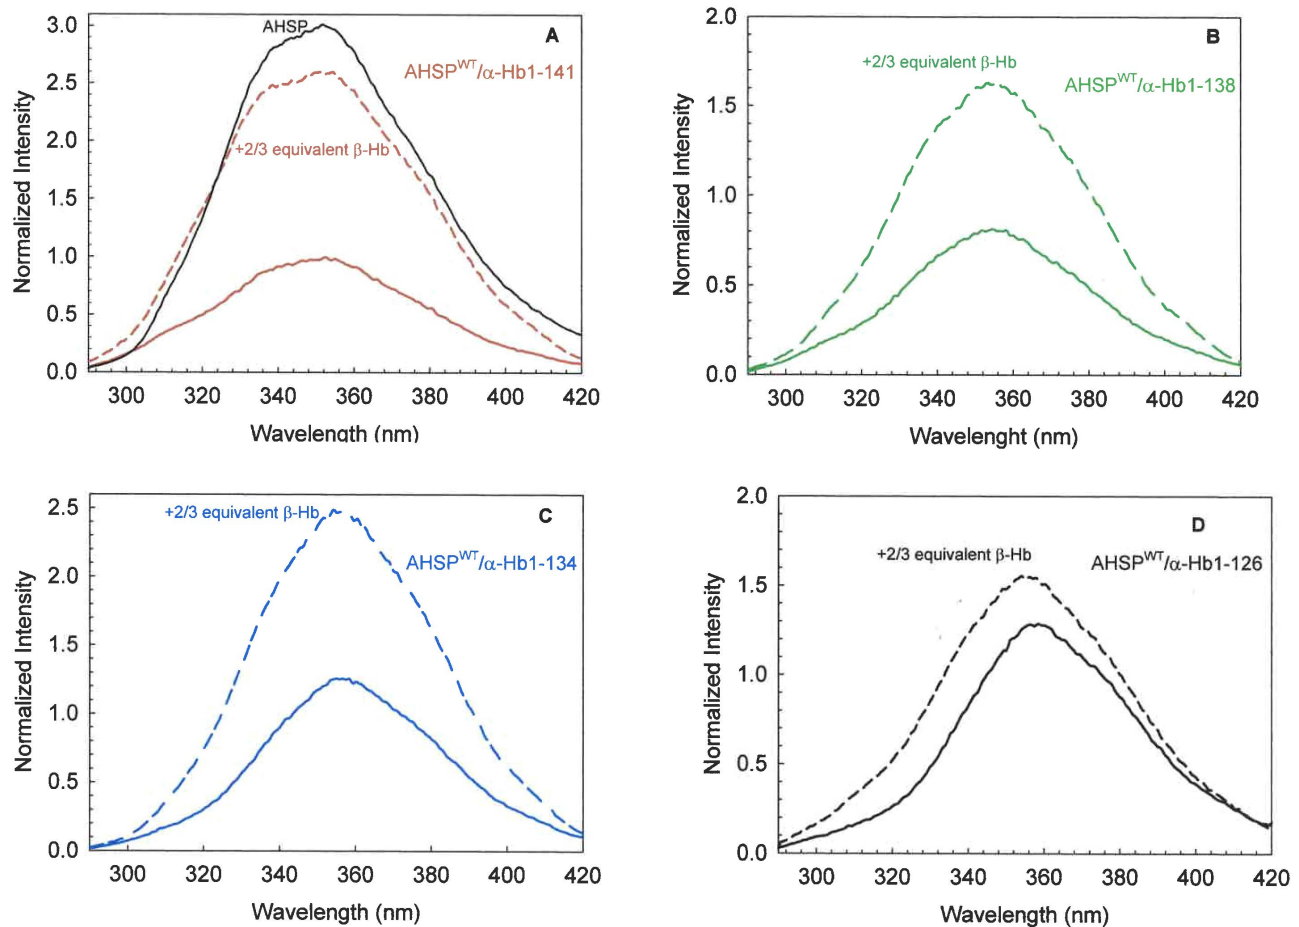 A
AHSP
AHSPWT/α-Hb1-141
+2/3 equivalent β-Hb
3.0
2.5
2.0
1.5
1.0
0.5
0.0
Normalized Intensity
300 320 340 360 380 400 420
Wavelength (nm)
B
+2/3 equivalent β-Hb
AHSPWT/α-Hb1-138
2.0
1.5
1.0
0.5
0.0
Normalized Intensity
300 320 340 360 380 400 420
Wavelenght (nm)
C
+2/3 equivalent β-Hb
AHSPWT/α-Hb1-134
2.5
2.0
1.5
1.0
0.5
0.0
Normalized Intensity
300 320 340 360 380 400 420
Wavelength (nm)
D
+2/3 equivalent β-Hb
AHSPWT/α-Hb1-126
2.0
1.5
1.0
0.5
0.0
Normalized Intensity
300 320 340 360 380 400 420
Wavelength (nm)